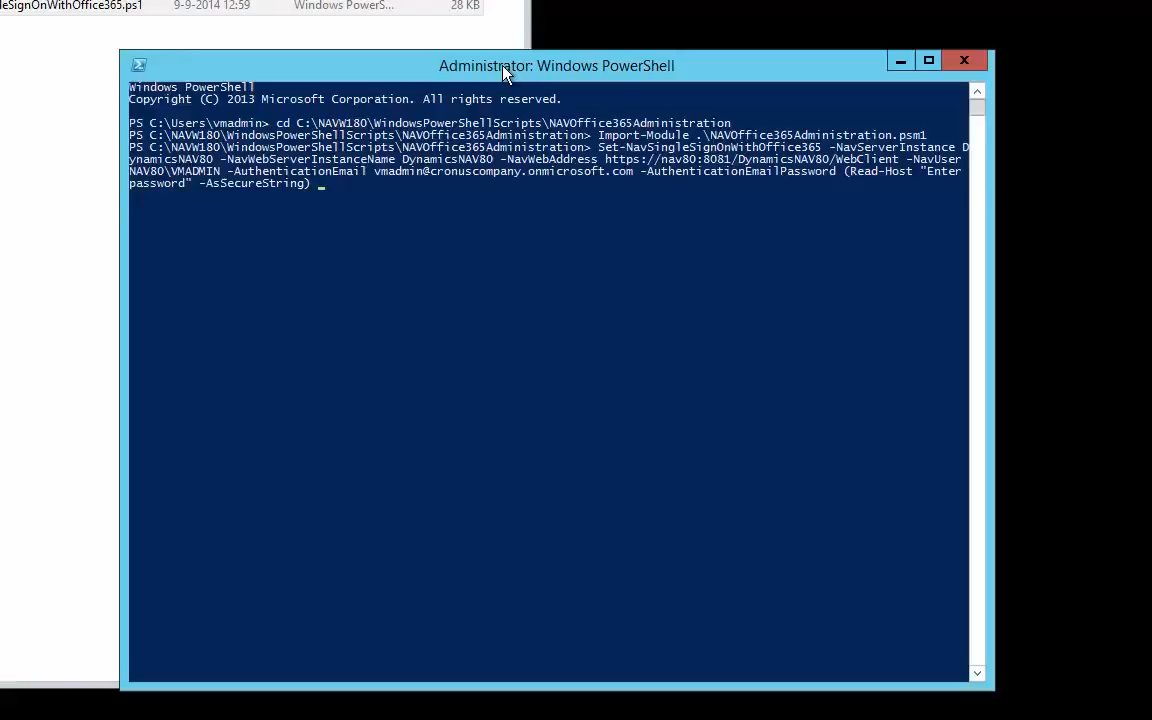 leSignOnWithOffice365.ps1 9-9-2014 12:59 Windows PowerS... 28 KB
Administrator: Windows PowerShell
Windows PowerShell
Copyright (C) 2013 Microsoft Corporation. All rights reserved.
PS C:\Users\vmadmin> cd C:\NAVW180\WindowsPowerShellScripts\NAVOffice365Administration
PS C:\NAVW180\WindowsPowerShellScripts\NAVOffice365Administration> Import-Module .\NAVOffice365Administration.psm1
PS C:\NAVW180\WindowsPowerShellScripts\NAVOffice365Administration> Set-NavSingleSignOnWithOffice365 -NavServerInstance D
ynamicsNAV80 -NavWebServerInstanceName DynamicsNAV80 -NavWebAddress https://nav80:8081/DynamicsNAV80/WebClient -NavUser
NAV80\VMADMIN -AuthenticationEmail vmadmin@cronuscompany.onmicrosoft.com -AuthenticationEmailPassword (Read-Host "Enter
password" -AsSecureString)